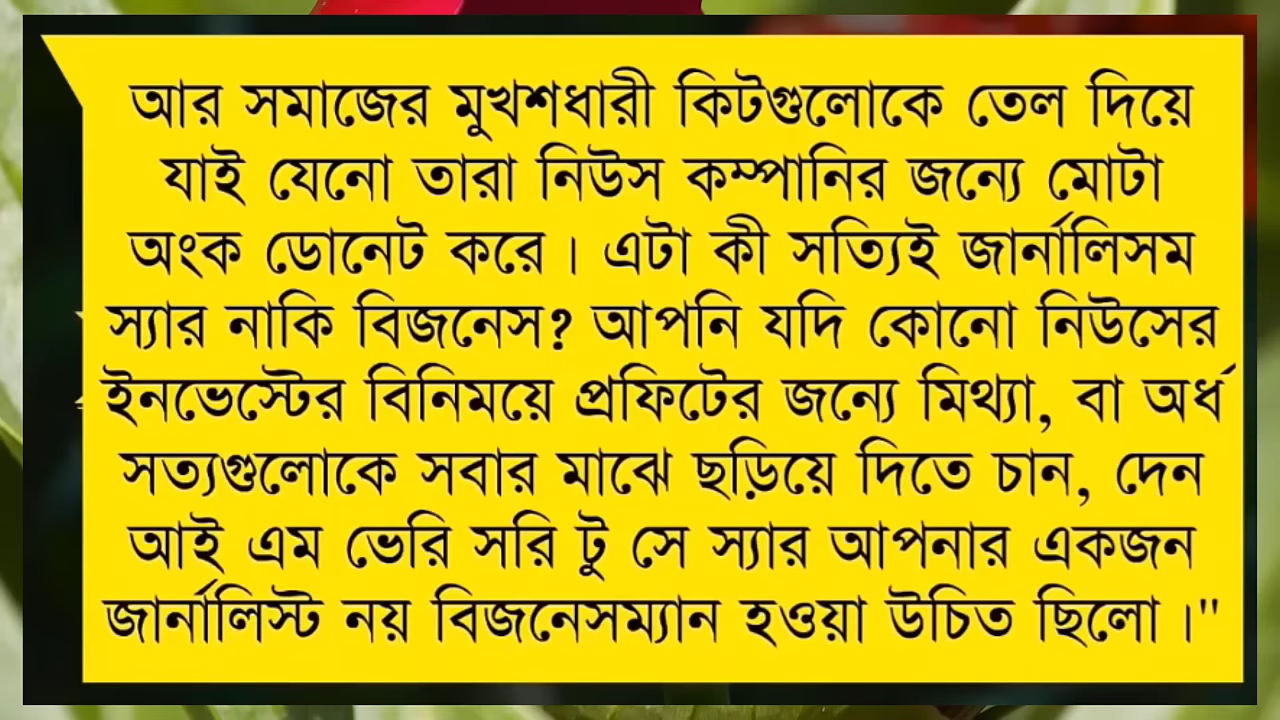 আর সমাজের মুখশধারী কিটগুলোকে তেল দিয়ে
যাই যেনো তারা নিউস কম্পানির জন্যে মোটা
অংক ডোনেট করে। এটা কী সত্যিই জার্নালিসম
স্যার নাকি বিজনেস? আপনি যদি কোনো নিউসের
ইনভেস্টের বিনিময়ে প্রফিটের জন্যে মিথ্যা, বা অর্ধ
সত্যগুলোকে সবার মাঝে ছড়িয়ে দিতে চান, দেন
আই এম ভেরি সরি টু সে স্যার আপনার একজন
জার্নালিস্ট নয় বিজনেসম্যান হওয়া উচিত ছিলো।"